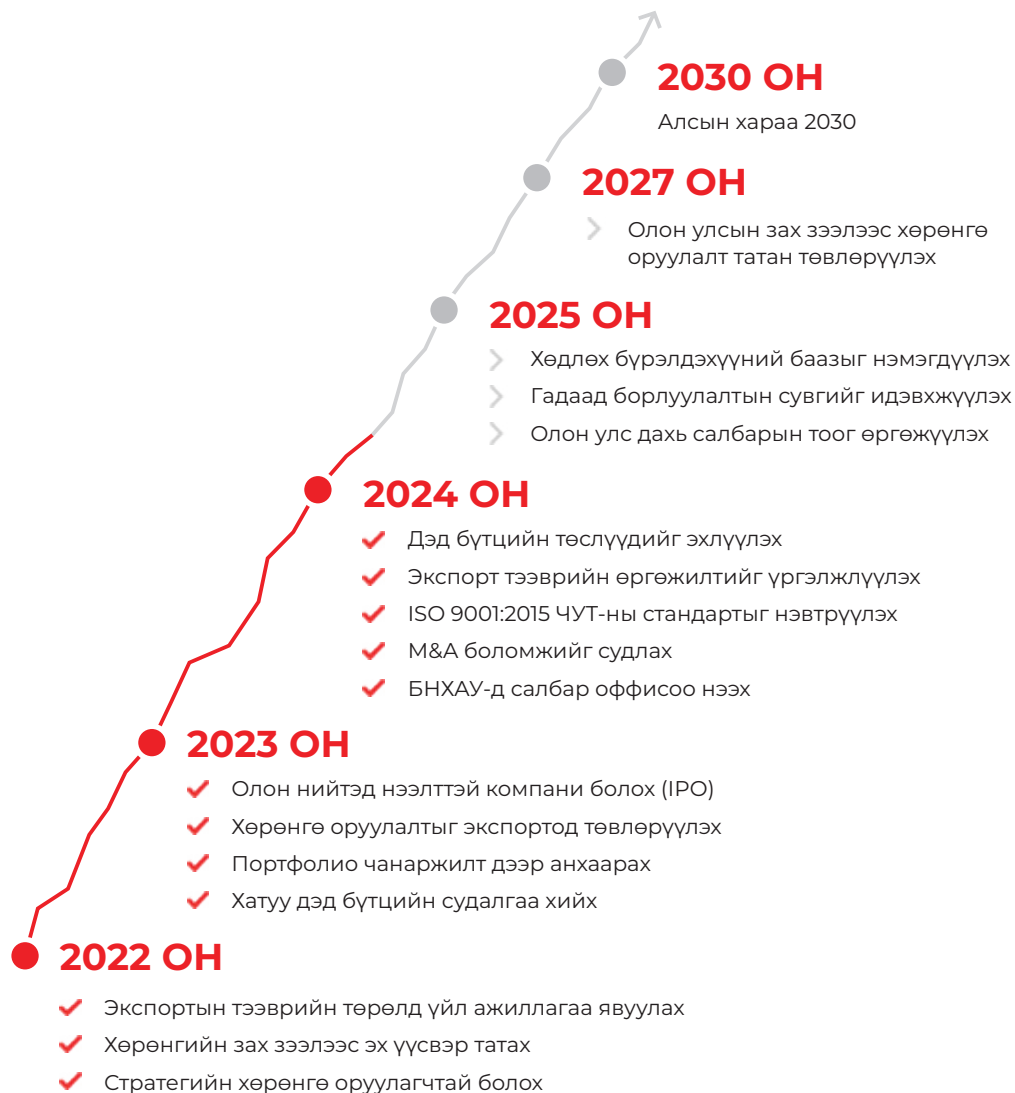 2030 ОН
Алсын хараа 2030
2027 ОН
Олон улсын зах зээлээс хөрөнгө
оруулалт татан төвлөрүүлэх
2025 ОН
Хөдлөх бүрэлдэхүүний баазыг нэмэгдүүлэх
Гадаад борлуулалтын сувгийг идэвхжүүлэх
Олон улс дахь салбарын тоог өргөжүүлэх
2024 ОН
Дэд бүтцийн төслүүдийг эхлүүлэх
Экспорт тээврийн өргөжилтийг үргэлжлүүлэх
ISO 9001:2015 ЧУТ-ны стандартыг нэвтрүүлэх
M&A боломжийг судлах
БНХАУ-д салбар оффисоо нээх
2023 ОН
Олон нийтэд нээлттэй компани болох (IPO)
Хөрөнгө оруулалтыг экспортод төвлөрүүлэх
Портфолио чанаржилт дээр анхаарах
Хатуу дэд бүтцийн судалгаа хийх
2022 ОН
Экспортын тээврийн төрөлд үйл ажиллагаа явуулах
Хөрөнгийн зах зээлээс эх үүсвэр татах
Стратегийн хөрөнгө оруулагчтай болох